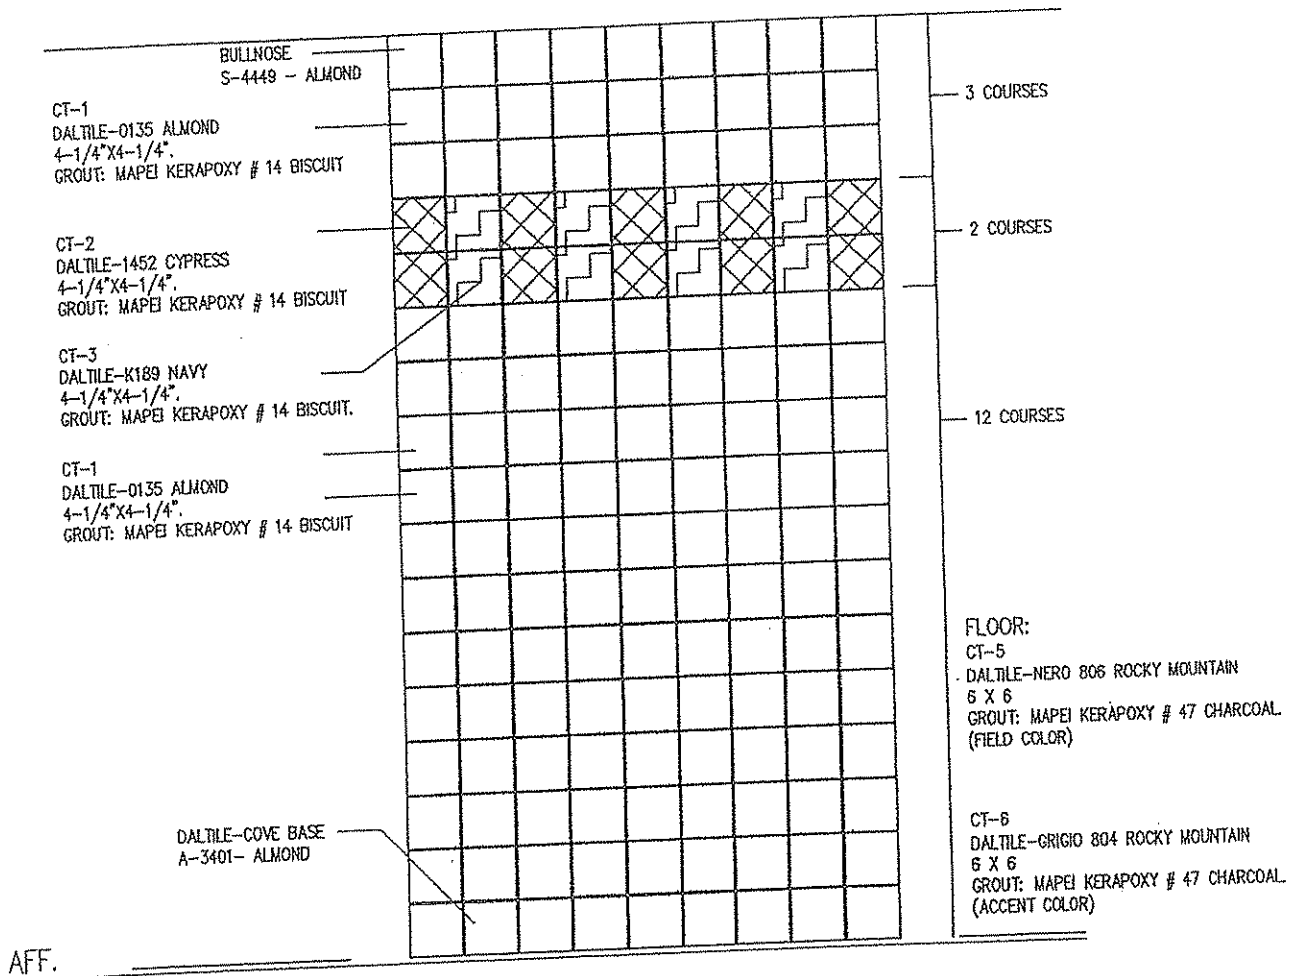 BULLNOSE
S-4449 - ALMOND
CT-1
DALTILE-0135 ALMOND
4-1/4"X4-1/4".
GROUT: MAPEI KERAPOXY # 14 BISCUIT
CT-2
DALTILE-1452 CYPRESS
4-1/4"X4-1/4".
GROUT: MAPEI KERAPOXY # 14 BISCUIT
CT-3
DALTILE-K189 NAVY
4-1/4"X4-1/4".
GROUT: MAPEI KERAPOXY # 14 BISCUIT.
CT-1
DALTILE-0135 ALMOND
4-1/4"X4-1/4".
GROUT: MAPEI KERAPOXY # 14 BISCUIT
DALTILE-COVE BASE
A-3401- ALMOND
AFF.
3 COURSES
2 COURSES
12 COURSES
FLOOR:
CT-5
DALTILE-NERO 806 ROCKY MOUNTAIN
6 X 6
GROUT: MAPEI KERAPOXY # 47 CHARCOAL
(FIELD COLOR)
CT-6
DALTILE-GRIGIO 804 ROCKY MOUNTAIN
6 X 6
GROUT: MAPEI KERAPOXY # 47 CHARCOAL
(ACCENT COLOR)